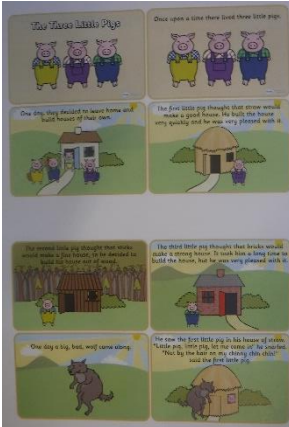 The Three Little Pigs
Once upon a time there lived three little pigs.
One day, they decided to leave home and
build houses of their own.
The first little pig thought that straw would
make a good house. He built the house
very quickly and he was very pleased with it.
The second little pig thought that sticks
would make a fine house, so he decided to
build his house out of wood.
The third little pig thought that bricks would
make a strong house. It took him a long time to
build the house, but he was very pleased with it.
One day a big, bad, wolf came along.
He saw the first little pig in his house of straw.
"Little pig, little pig, let me come in" he snarled.
"Not by the hair on my chinny chin chin!"
said the first little pig.